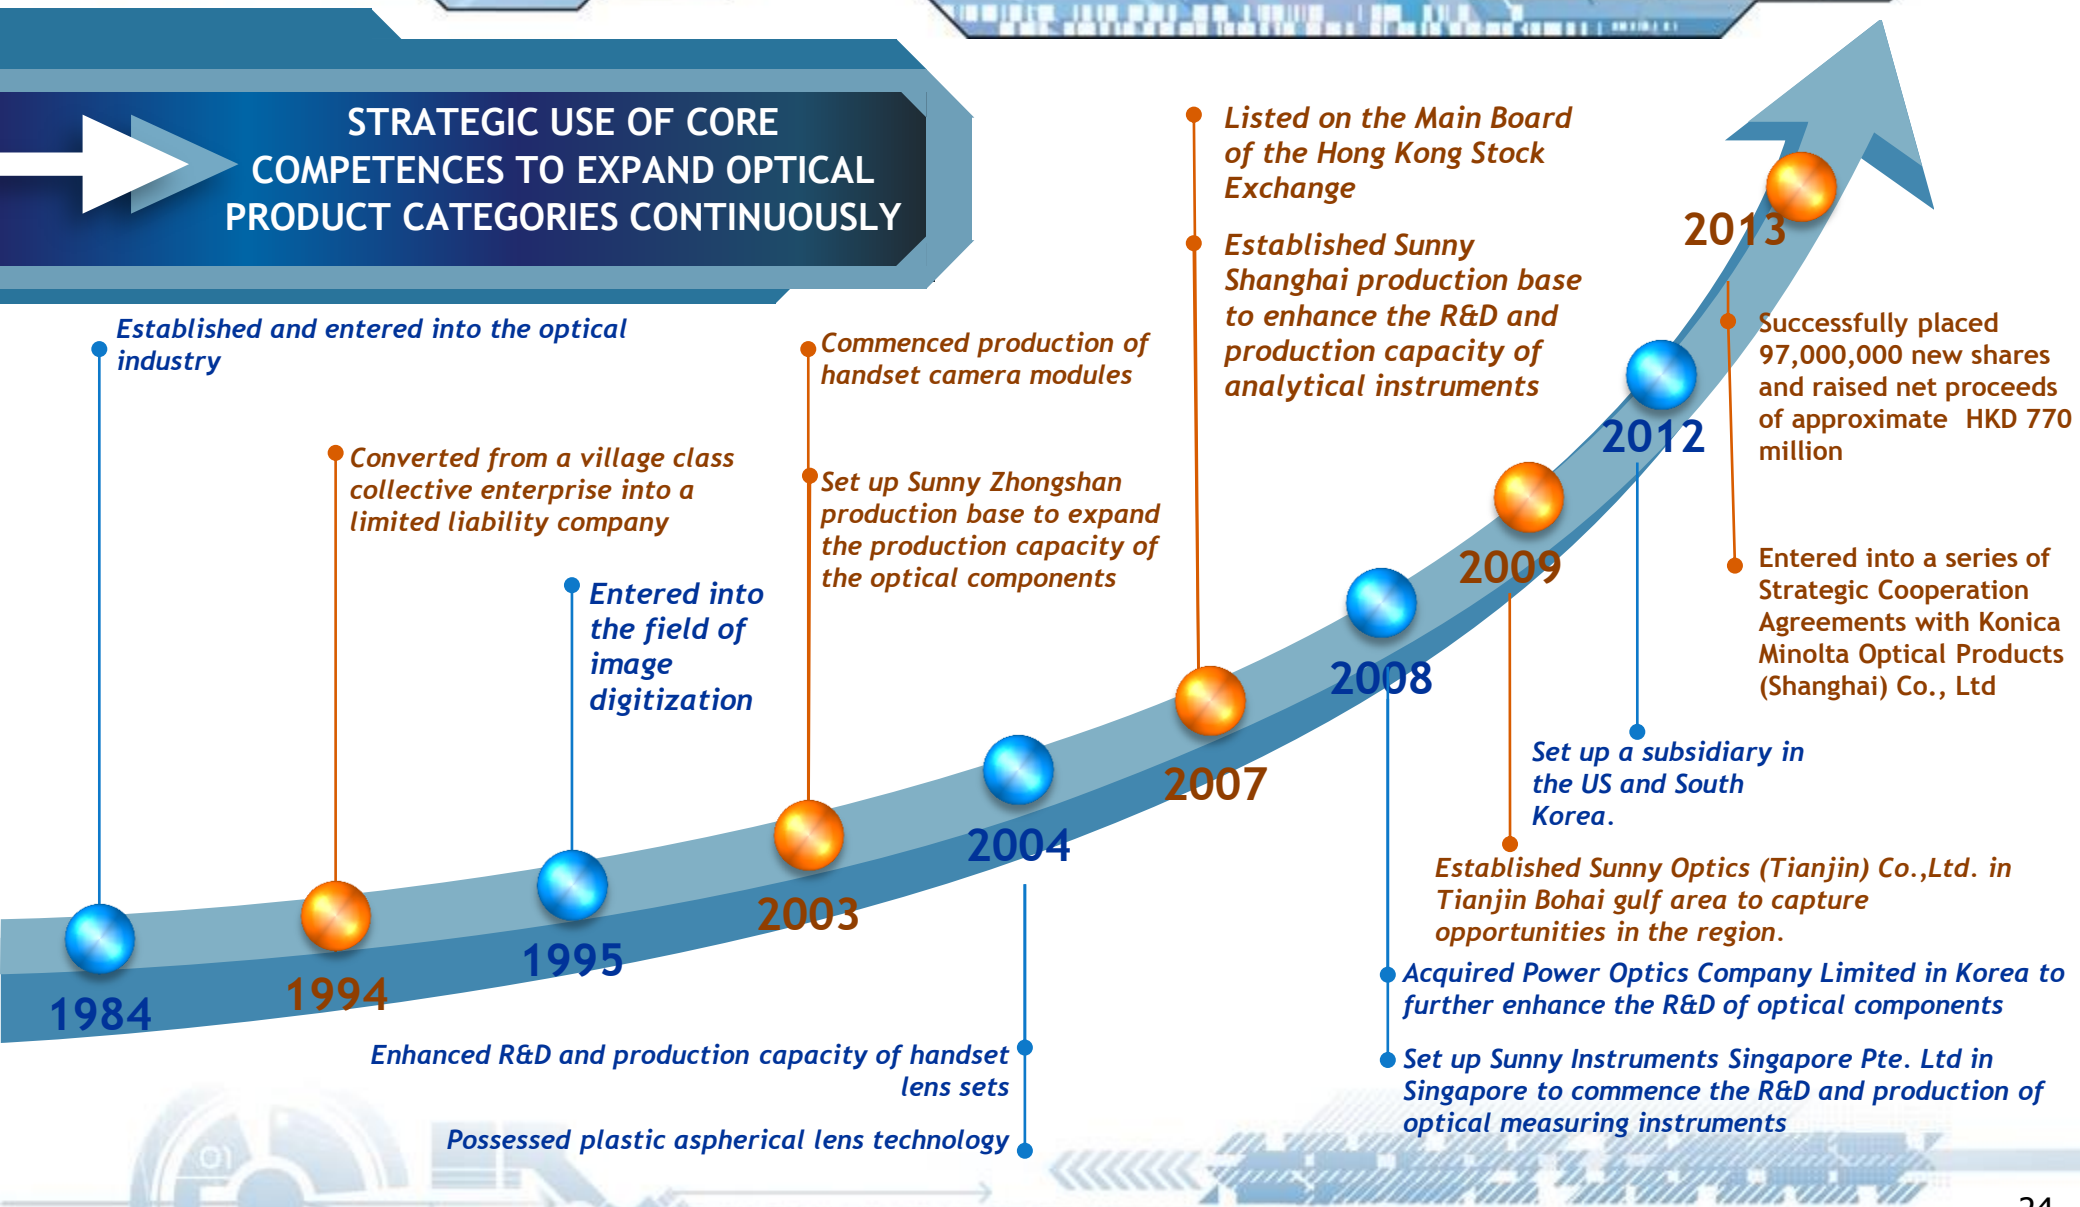 STRATEGIC USE OF CORE
COMPETENCES TO EXPAND OPTICAL
PRODUCT CATEGORIES CONTINUOUSLY
Established and entered into the optical
industry
1984
Converted from a village class
collective enterprise into a
limited liability company
1994
Entered into
the field of
image
digitization
1995
Commenced production of
handset camera modules
Set up Sunny Zhongshan
production base to expand
the production capacity of
the optical components
2003
2004
Enhanced R&D and production capacity of handset
lens sets
Possessed plastic aspherical lens technology
Listed on the Main Board
of the Hong Kong Stock
Exchange
Established Sunny
Shanghai production base
to enhance the R&D and
production capacity of
analytical instruments
2007
2008
Acquired Power Optics Company Limited in Korea to
further enhance the R&D of optical components
Set up Sunny Instruments Singapore Pte. Ltd in
Singapore to commence the R&D and production of
optical measuring instruments
2009
Established Sunny Optics (Tianjin) Co.,Ltd. in
Tianjin Bohai gulf area to capture
opportunities in the region.
2012
Set up a subsidiary in
the US and South
Korea.
2013
Successfully placed
97,000,000 new shares
and raised net proceeds
of approximate HKD 770
million
Entered into a series of
Strategic Cooperation
Agreements with Konica
Minolta Optical Products
(Shanghai) Co., Ltd